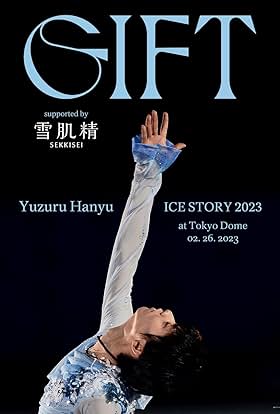 GIFT
supported by
雪肌精
SEKKISEI
Yuzuru Hanyu
ICE STORY 2023
at Tokyo Dome
02. 26. 2023